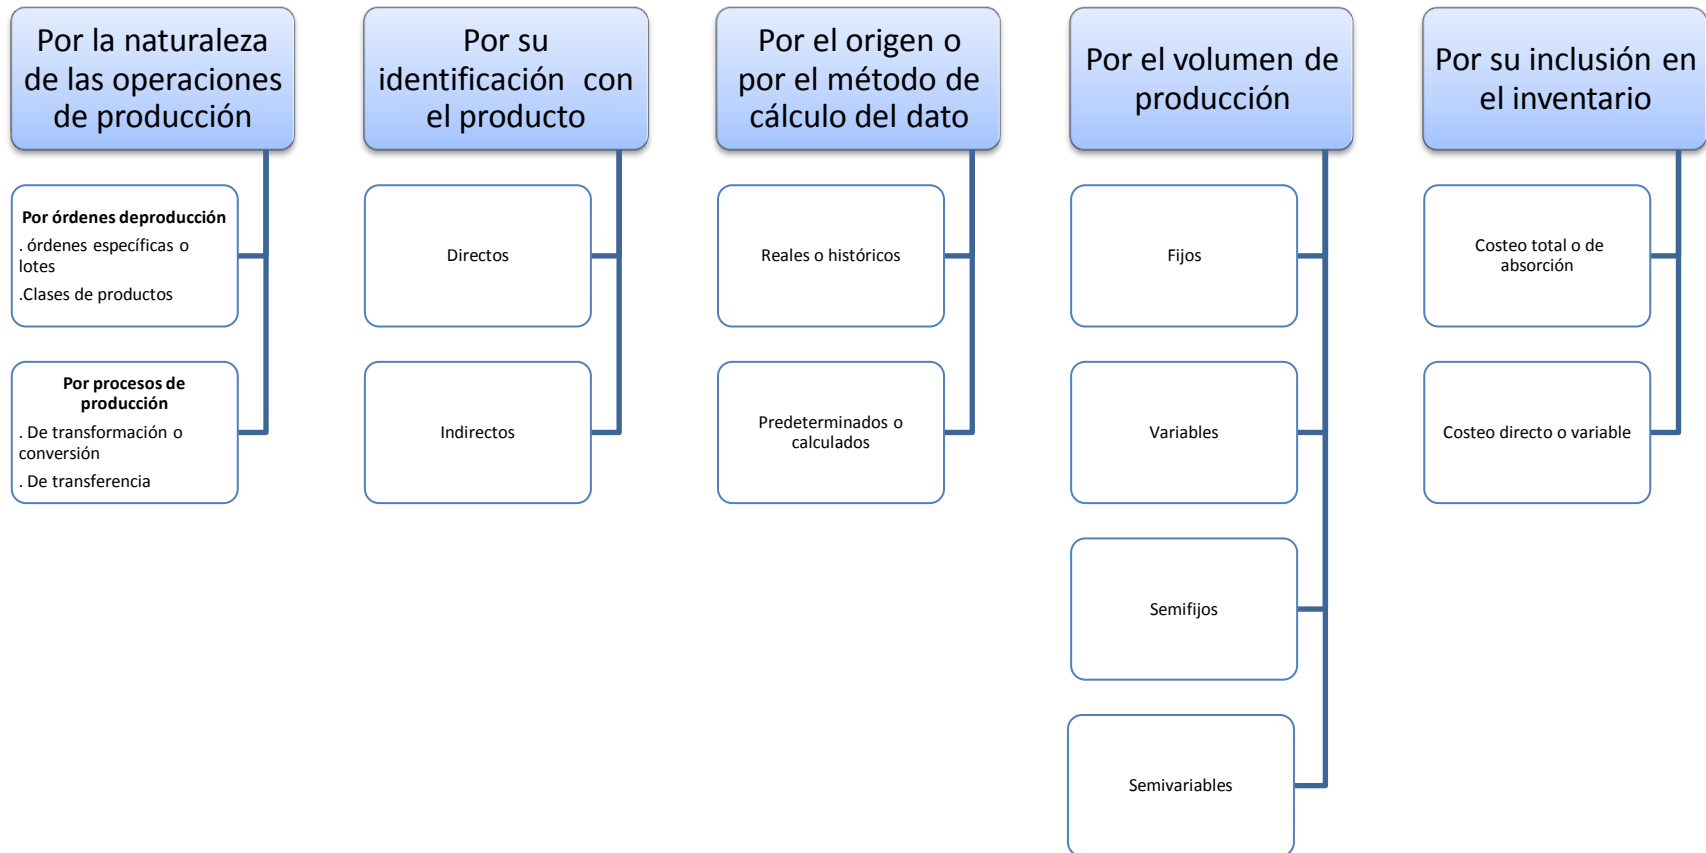 Por la naturaleza
de las operaciones
de producción
Por órdenes deproducción
. órdenes específicas o
lotes
.Clases de productos
Por procesos de
producción
. De transformación o
conversión
. De transferencia
Por su
identificación con
el producto
Directos
Indirectos
Por el origen o
por el método de
cálculo del dato
Reales o históricos
Predeterminados o
calculados
Por el volumen de
producción
Fijos
Variables
Semifijos
Semivariables
Por su inclusión en
el inventario
Costeo total o de
absorción
Costeo directo o variable